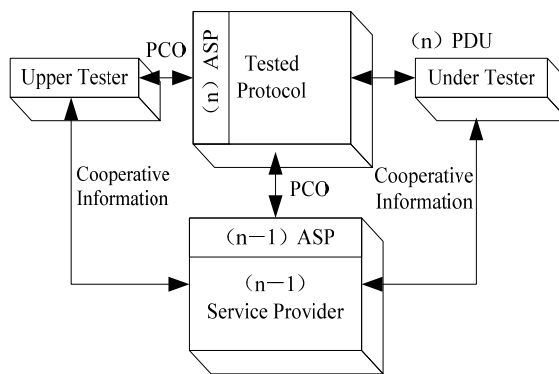 PCO
(n) PDU
Upper Tester
(n) ASP
Tested
Protocol
Under Tester
Cooperative
Information
PCO
Cooperative
Information
(n－1) ASP
(n－1)
Service Provider